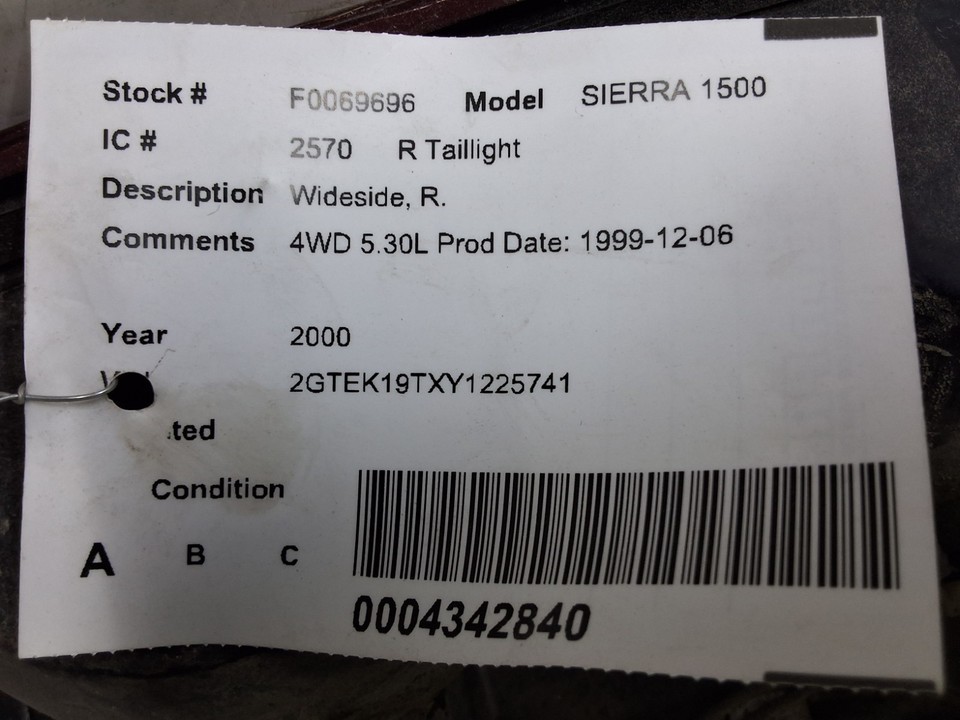 Stock # F0069696 Model SIERRA 1500
IC # 2570 R Taillight
Description Wideside, R.
Comments 4WD 5.30L Prod Date: 1999-12-06
Year 2000
2GTEK19TXY1225741
ted
Condition
A B C
0004342840